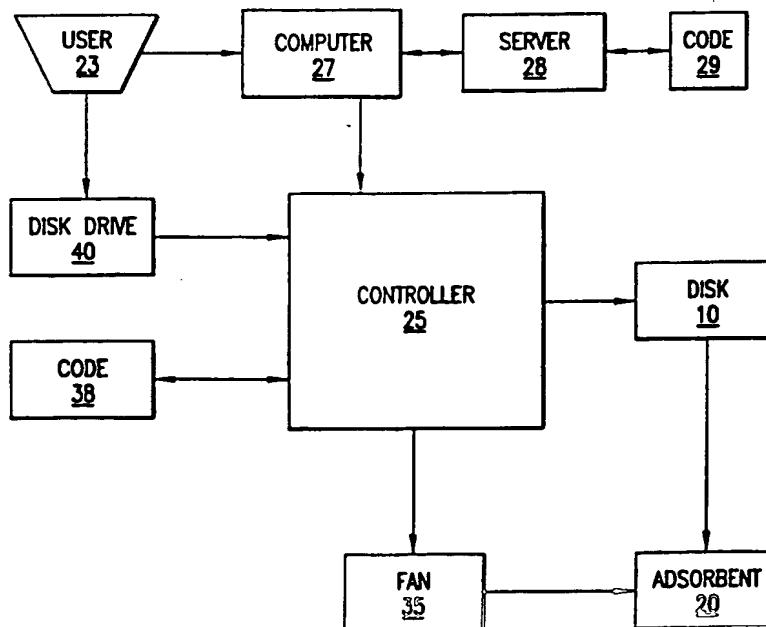 USER
23
COMPUTER
27
SERVER
28
CODE
29
DISK DRIVE
40
CONTROLLER
25
DISK
10
CODE
38
FAN
35
ADSORBENT
20